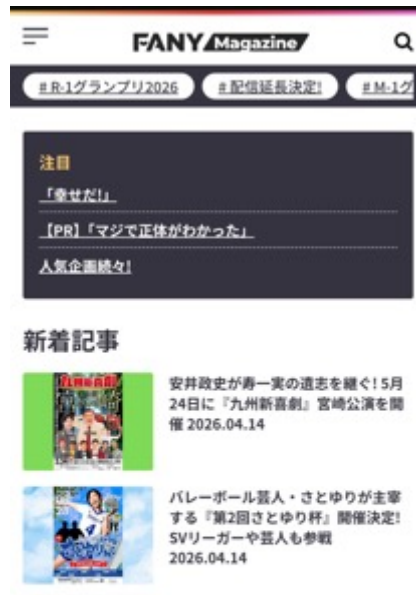 FANY Magazine
# R-1グランプリ2026 # 配信延長決定! # M-1グ
注目
「幸せだ!」
【PR】「マジで正体がわかった」
人気企画続々!
新着記事
安井政史が寿一実の遺志を継ぐ! 5月
24日に『九州新喜劇』宮崎公演を開
催 2026.04.14
九州新喜劇
バレーボール芸人・さとゆりが主宰
する『第2回さとゆり杯』開催決定!
SVリーガーや芸人も参戦
2026.04.14